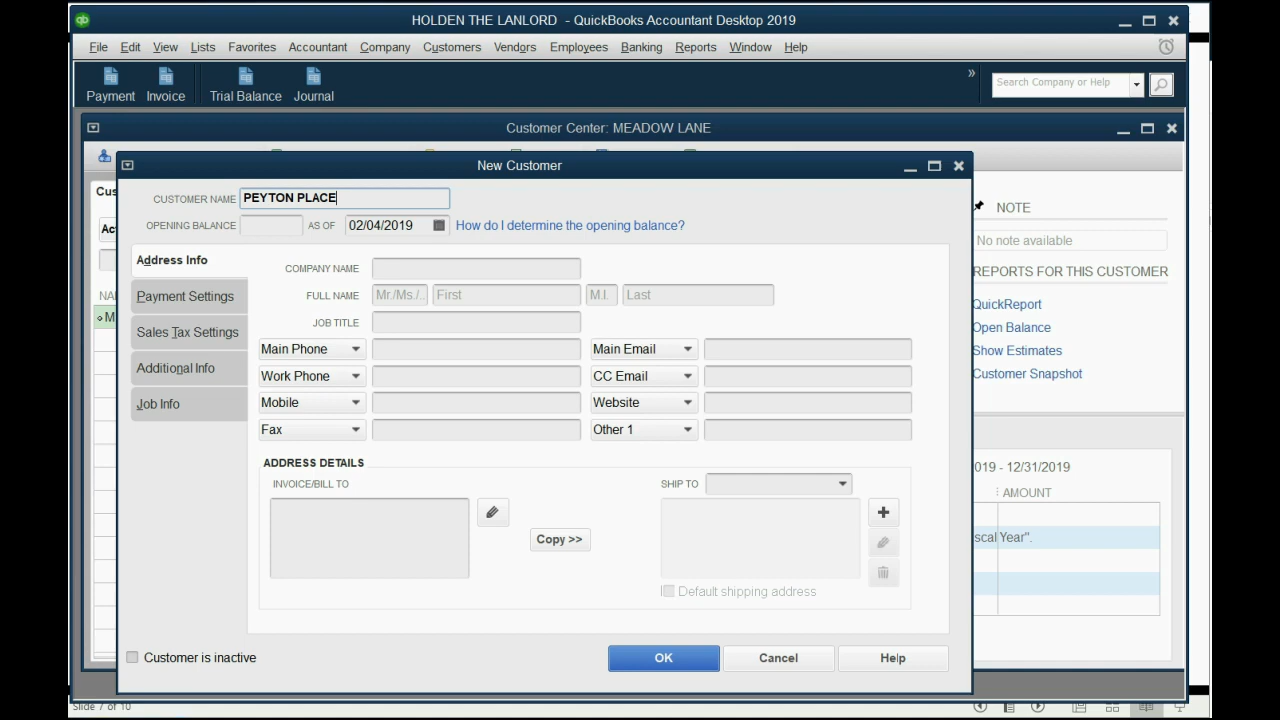 HOLDEN THE LANLORD - QuickBooks Accountant Desktop 2019
File Edit View Lists Favorites Accountant Company Customers Vendors Employees Banking Reports Window Help
Payment Invoice Trial Balance Journal » Search Company or Help
Customer Center: MEADOW LANE
New Customer
Cus
CUSTOMER NAME PEYTON PLACE
NOTE
Act
OPENING BALANCE AS OF 02/04/2019 How do I determine the opening balance?
No note available
Address Info
COMPANY NAME
REPORTS FOR THIS CUSTOMER
NA
Payment Settings
FULL NAME Mr./Ms./.. First M.I. Last
QuickReport
M
Sales Tax Settings
JOB TITLE
Open Balance
Main Phone Main Email
Show Estimates
Additional Info
Work Phone CC Email
Customer Snapshot
Job Info
Mobile Website
Fax Other 1
ADDRESS DETAILS
019 - 12/31/2019
INVOICE/BILL TO SHIP TO
AMOUNT
Copy >>
scal Year".
Default shipping address
Customer is inactive
OK Cancel Help
Slide 7 of 10